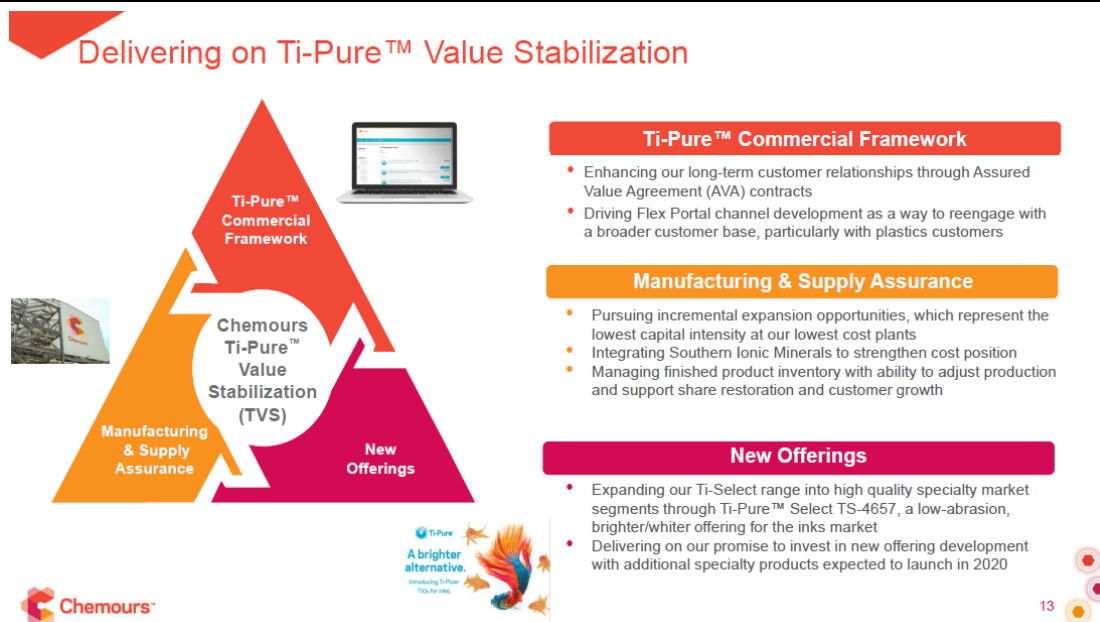 Delivering on Ti-Pure™ Value Stabilization
Ti-Pure™
Commercial
Framework
Chemours
Chemours
Ti-Pure™
Value
Stabilization
(TVS)
Manufacturing
& Supply
Assurance
New
Offerings
Ti-Pure™ Commercial Framework
• Enhancing our long-term customer relationships through Assured
Value Agreement (AVA) contracts
• Driving Flex Portal channel development as a way to reengage with
a broader customer base, particularly with plastics customers
Manufacturing & Supply Assurance
• Pursuing incremental expansion opportunities, which represent the
lowest capital intensity at our lowest cost plants
• Integrating Southern Ionic Minerals to strengthen cost position
• Managing finished product inventory with ability to adjust production
and support share restoration and customer growth
New Offerings
• Expanding our Ti-Select range into high quality specialty market
segments through Ti-Pure™ Select TS-4657, a low-abrasion,
brighter/whiter offering for the inks market
• Delivering on our promise to invest in new offering development
with additional specialty products expected to launch in 2020
Ti-Pure
A brighter
alternative.
Introducing Ti-Pure™
TiO₂ for inks.
Chemours™
13